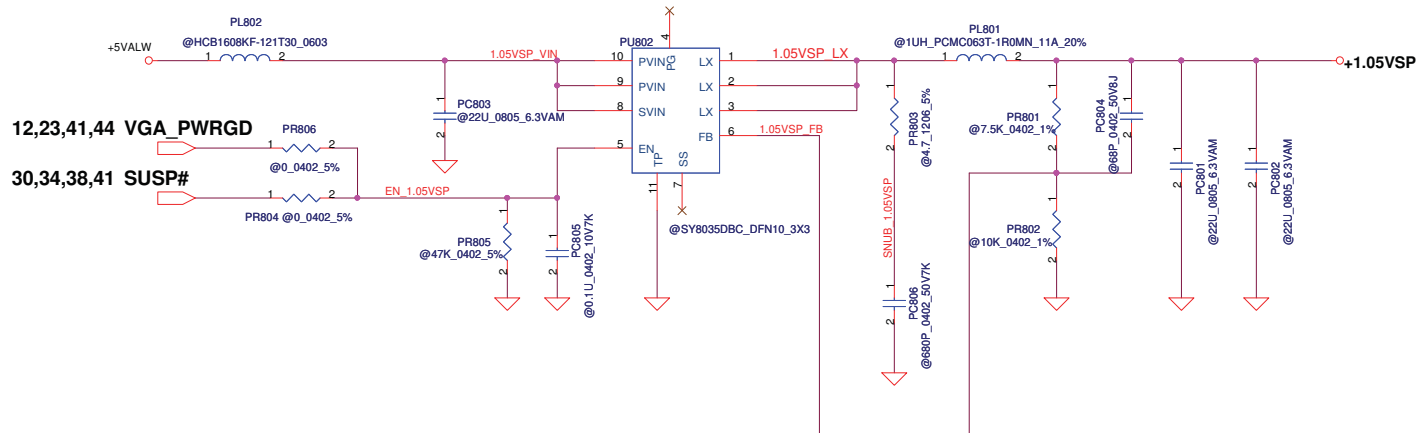 PL802
@HCB1608KF-121T30_0603
+5VALW
1 2
1.05VSP_VIN
PC803
@22U_0805_6.3VAM
1
2
PU802
4
PG
10 PVIN
9 PVIN
8 SVIN
5 EN
TP
11
SS
7
LX 1
LX 2
LX 3
FB 6
@SY8035DBC_DFN10_3X3
1.05VSP_LX
1.05VSP_FB
PL801
@1UH_PCMC063T-1R0MN_11A_20%
1 2
+1.05VSP
12,23,41,44 VGA_PWRGD
PR806
1 2
@0_0402_5%
30,34,38,41 SUSP#
1 2
PR804 @0_0402_5%
EN_1.05VSP
PR805
@47K_0402_5%
1
2
PC805
@0.1U_0402_10V7K
1
2
PR803
@4.7_1206_5%
1
2
SNUB_1.05VSP
PC806
@680P_0402_50V7K
1
2
PR801
@7.5K_0402_1%
1
2
PC804
@68P_0402_50V8J
1
2
PR802
@10K_0402_1%
1
2
PC801
@22U_0805_6.3VAM
1
2
PC802
@22U_0805_6.3VAM
1
2